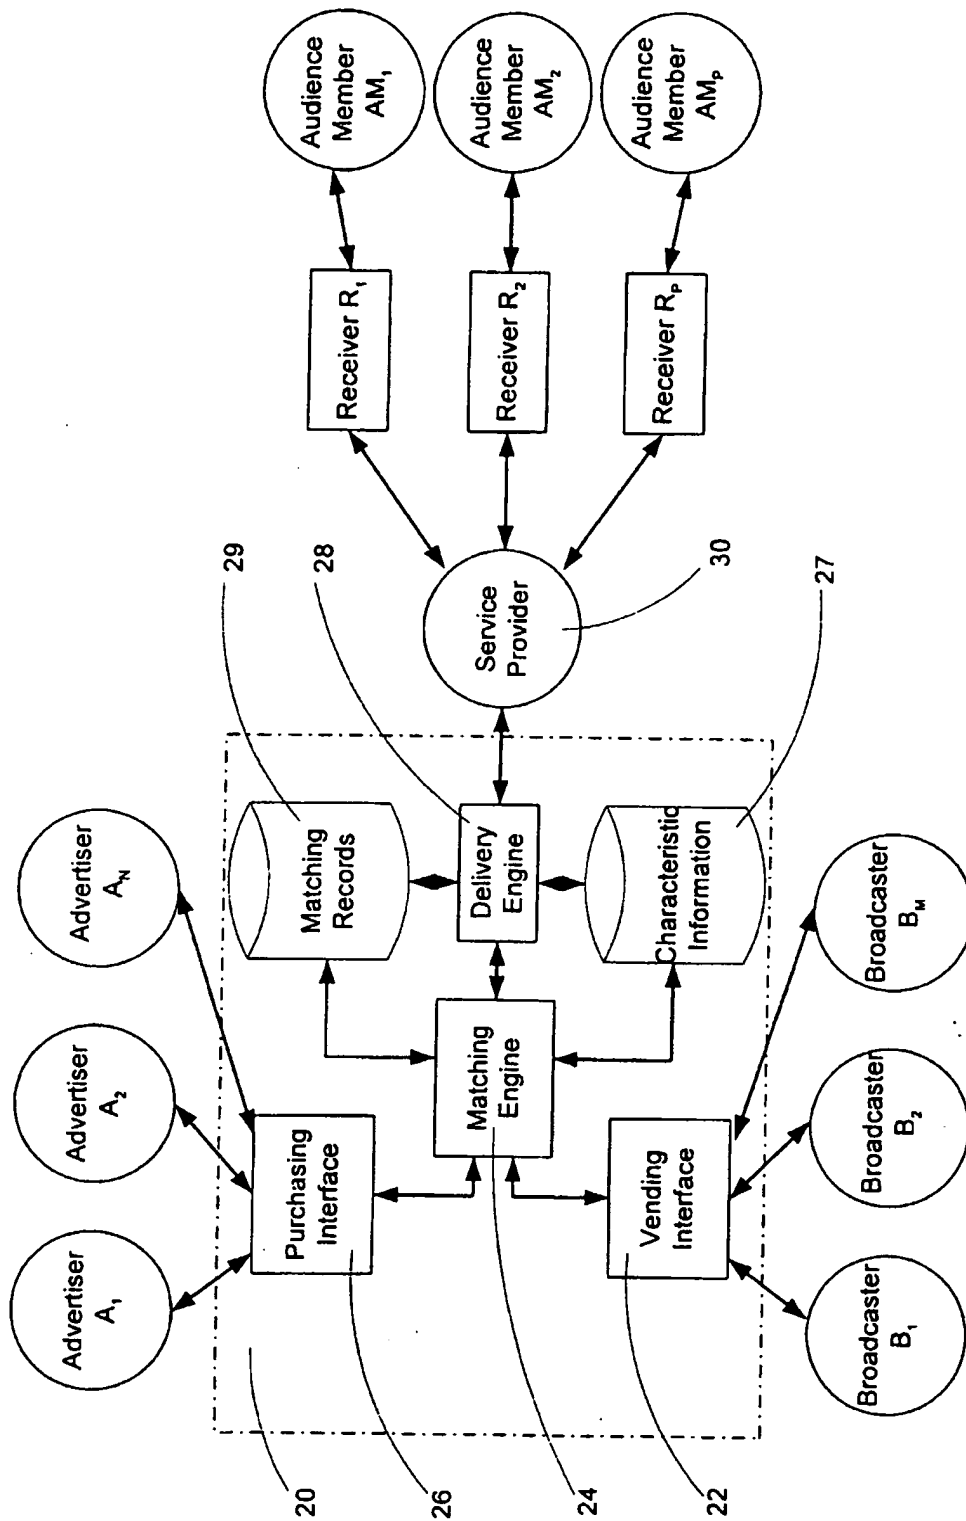 Advertiser
A1
Advertiser
A2
Advertiser
AN
20
26
24
22
Purchasing
Interface
Matching
Engine
Vending
Interface
Matching
Records
Delivery
Engine
Characteristic
Information
29
28
30
27
Service
Provider
Receiver R1
Receiver R2
Receiver RP
Audience
Member
AM1
Audience
Member
AM2
Audience
Member
AMP
Broadcaster
B1
Broadcaster
B2
Broadcaster
BM